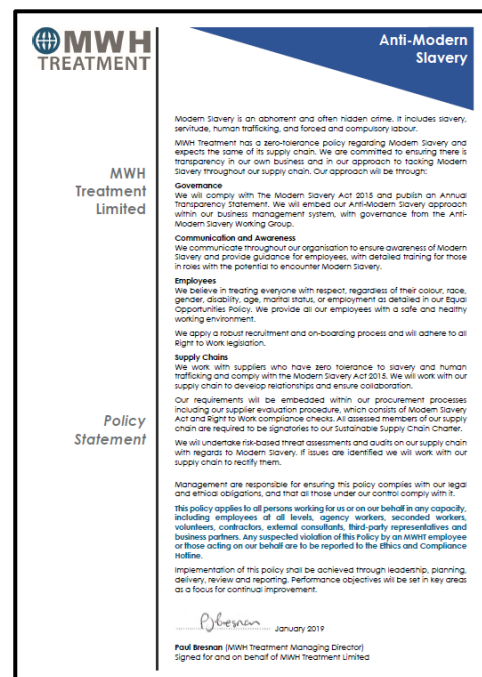 MWH
TREATMENT
Anti-Modern
Slavery
MWH
Treatment
Limited
Policy
Statement
Modern Slavery is an abhorrent and often hidden crime. It includes slavery,
servitude, human trafficking, and forced and compulsory labour.
MWH Treatment has a zero-tolerance policy regarding Modern Slavery and
expects the same of its supply chain. We are committed to ensuring there is
transparency in our own business and in our approach to tacking Modern
Slavery throughout our supply chain. Our approach will be through:
Governance
We will comply with The Modern Slavery Act 2015 and publish an Annual
Transparency Statement. We will embed our Anti-Modern Slavery approach
within our business management system, with governance from the Anti-
Modern Slavery Working Group.
Communication and Awareness
We communicate throughout our organisation to ensure awareness of Modern
Slavery and provide guidance for employees, with detailed training for those
in roles with the potential to encounter Modern Slavery.
Employees
We believe in treating everyone with respect, regardless of their colour, race,
gender, disability, age, marital status, or employment as detailed in our Equal
Opportunities Policy. We provide all our employees with a safe and healthy
working environment.
We apply a robust recruitment and on-boarding process and will adhere to all
Right to Work legislation.
Supply Chains
We work with suppliers who have zero tolerance to slavery and human
trafficking and comply with the Modern Slavery Act 2015. We will work with our
supply chain to develop relationships and ensure collaboration.
Our requirements will be embedded within our procurement processes
including our supplier evaluation procedure, which consists of Modern Slavery
Act and Right to Work compliance checks. All assessed members of our supply
chain are required to be signatories to our Sustainable Supply Chain Charter.
We will undertake risk-based threat assessments and audits on our supply chain
with regards to Modern Slavery. If issues are identified we will work with our
supply chain to rectify them.
Management are responsible for ensuring this policy complies with our legal
and ethical obligations, and that all those under our control comply with it.
This policy applies to all persons working for us or on our behalf in any capacity,
including employees at all levels, agency workers, seconded workers,
volunteers, contractors, external consultants, third-party representatives and
business partners. Any suspected violation of this Policy by an MWHT employee
or those acting on our behalf are to be reported to the Ethics and Compliance
Hotline.
Implementation of this policy shall be achieved through leadership, planning,
delivery, review and reporting. Performance objectives will be set in key areas
as a focus for continual improvement.
PJ Bresnan January 2019
Paul Bresnan (MWH Treatment Managing Director)
Signed for and on behalf of MWH Treatment Limited